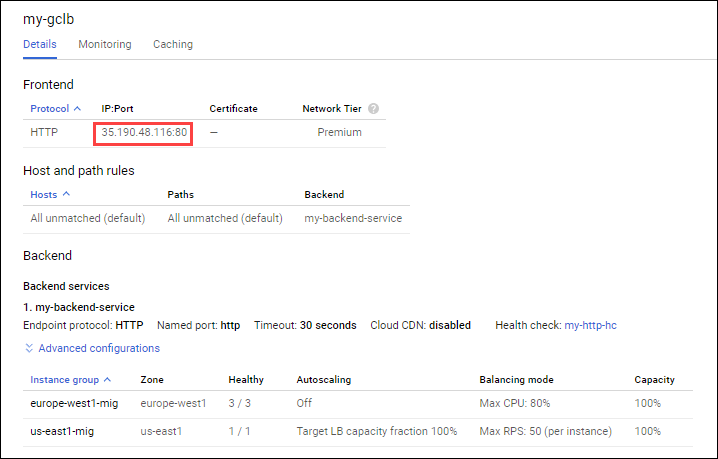 my-gclb
Details Monitoring Caching
Frontend
Protocol IP:Port Certificate Network Tier ?
HTTP 35.190.48.116:80 — Premium
Host and path rules
Hosts Paths Backend
All unmatched (default) All unmatched (default) my-backend-service
Backend
Backend services
1. my-backend-service
Endpoint protocol: HTTP Named port: http Timeout: 30 seconds Cloud CDN: disabled Health check: my-http-hc
Advanced configurations
Instance group Zone Healthy Autoscaling Balancing mode Capacity
europe-west1-mig europe-west1 3 / 3 Off Max CPU: 80% 100%
us-east1-mig us-east1 1 / 1 Target LB capacity fraction 100% Max RPS: 50 (per instance) 100%